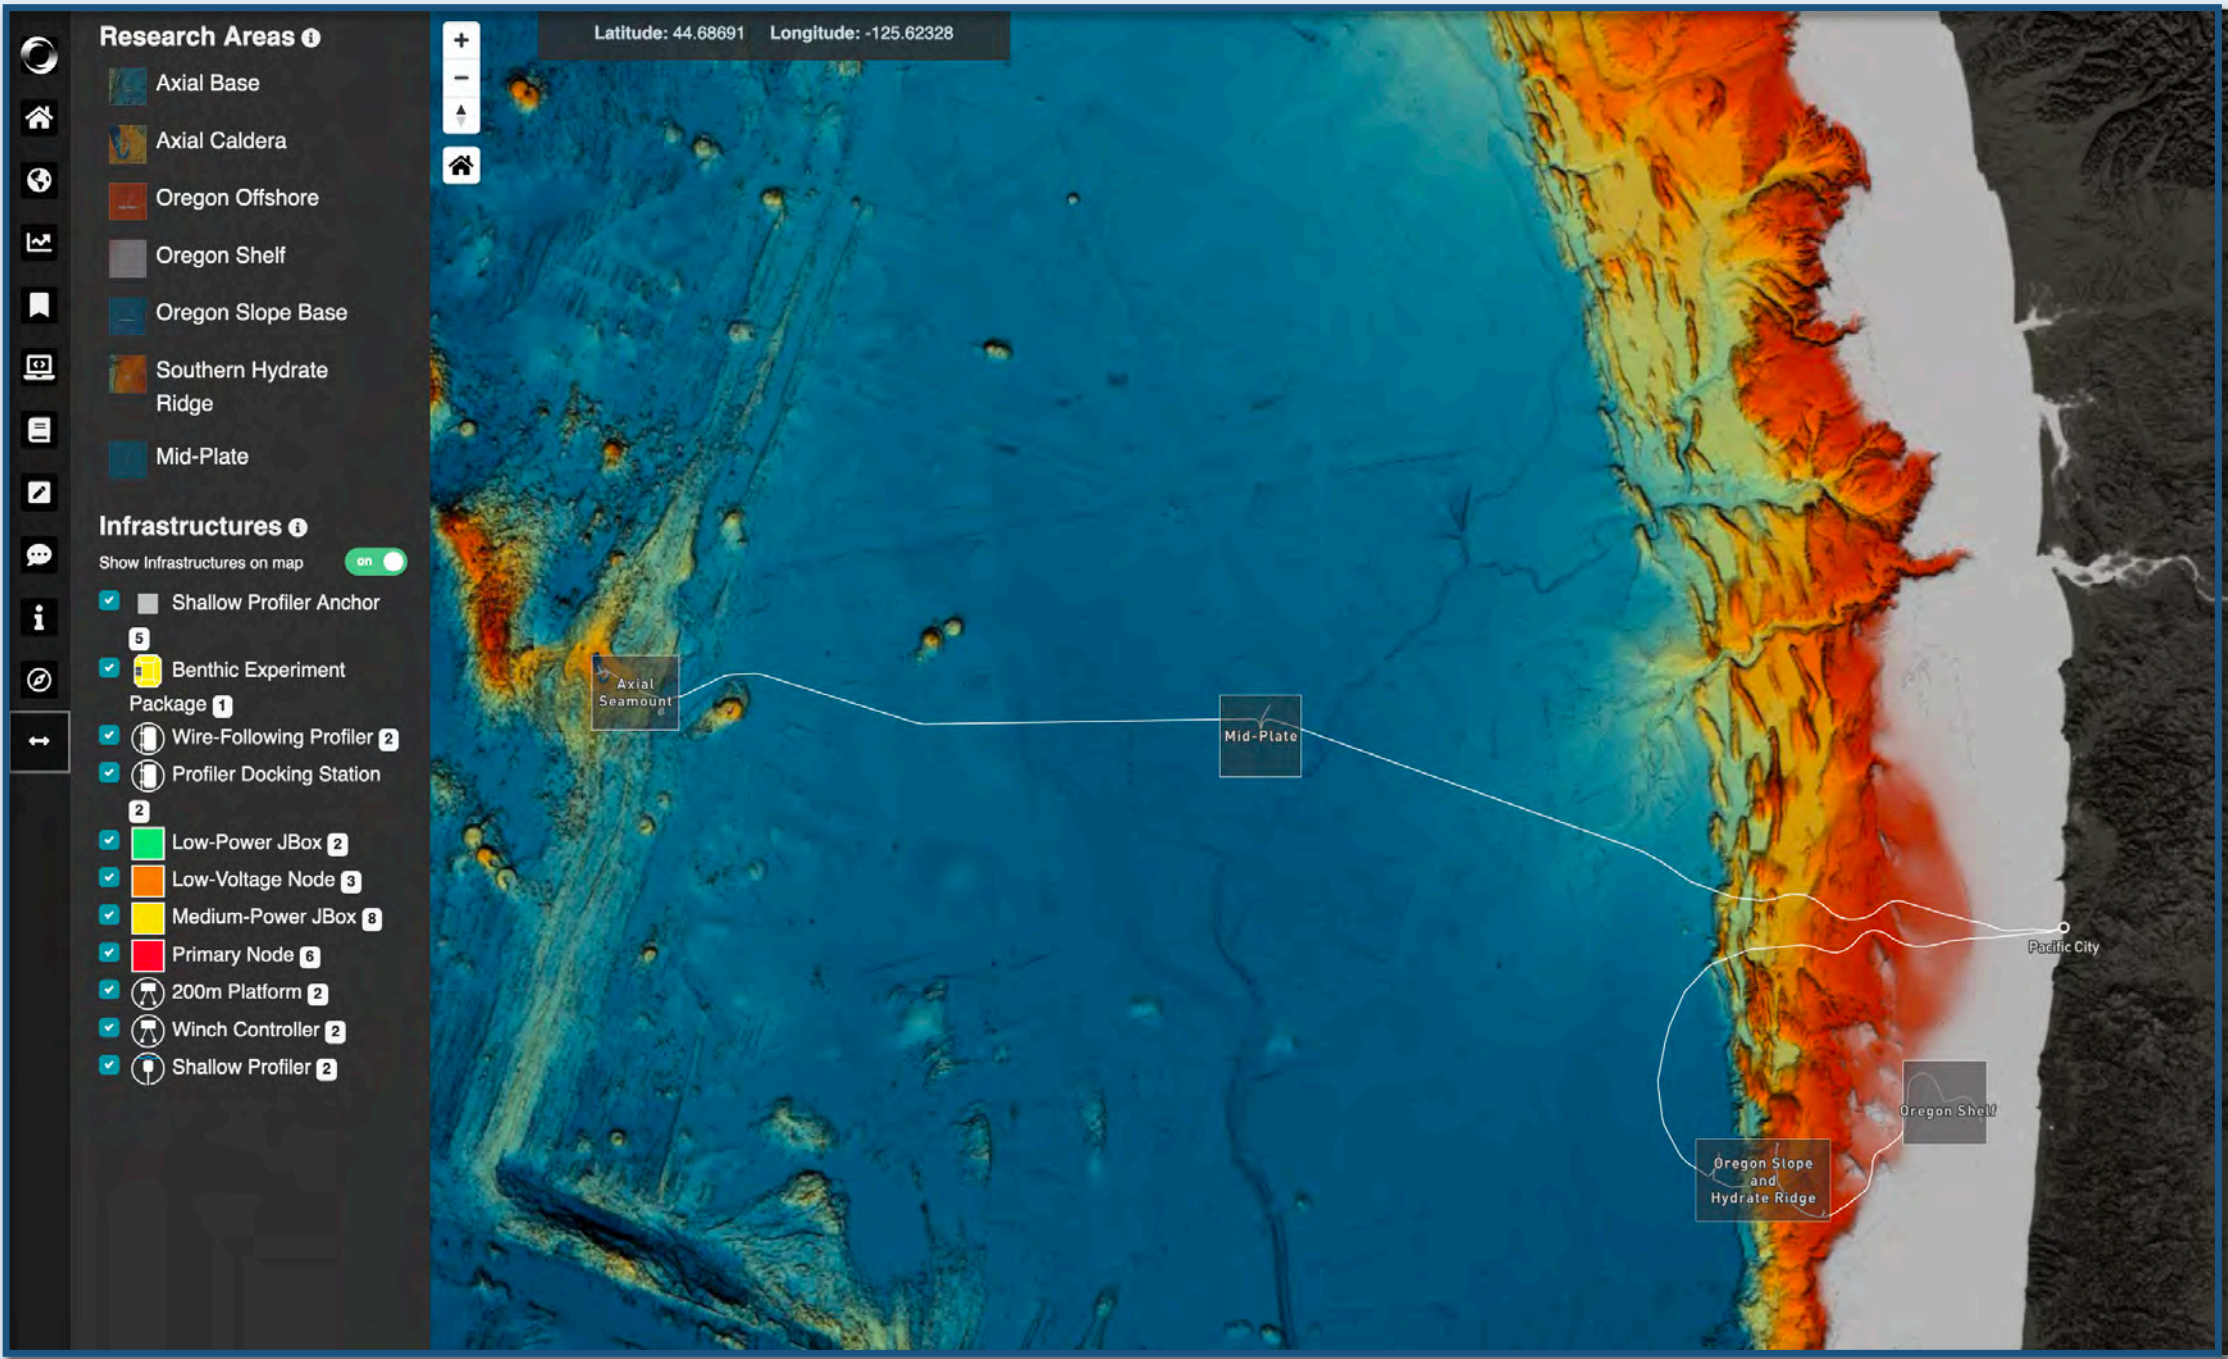 Research Areas
Axial Base
Axial Caldera
Oregon Offshore
Oregon Shelf
Oregon Slope Base
Southern Hydrate
Ridge
Mid-Plate
Infrastructures
Show Infrastructures on map on
Shallow Profiler Anchor
5
Benthic Experiment
Package 1
Wire-Following Profiler 2
Profiler Docking Station
2
Low-Power JBox 2
Low-Voltage Node 3
Medium-Power JBox 8
Primary Node 6
200m Platform 2
Winch Controller 2
Shallow Profiler 2
+
−
Latitude: 44.68691 Longitude: -125.62328
Axial
Seamount
Mid-Plate
Pacific City
Oregon Shelf
Oregon Slope
and
Hydrate Ridge